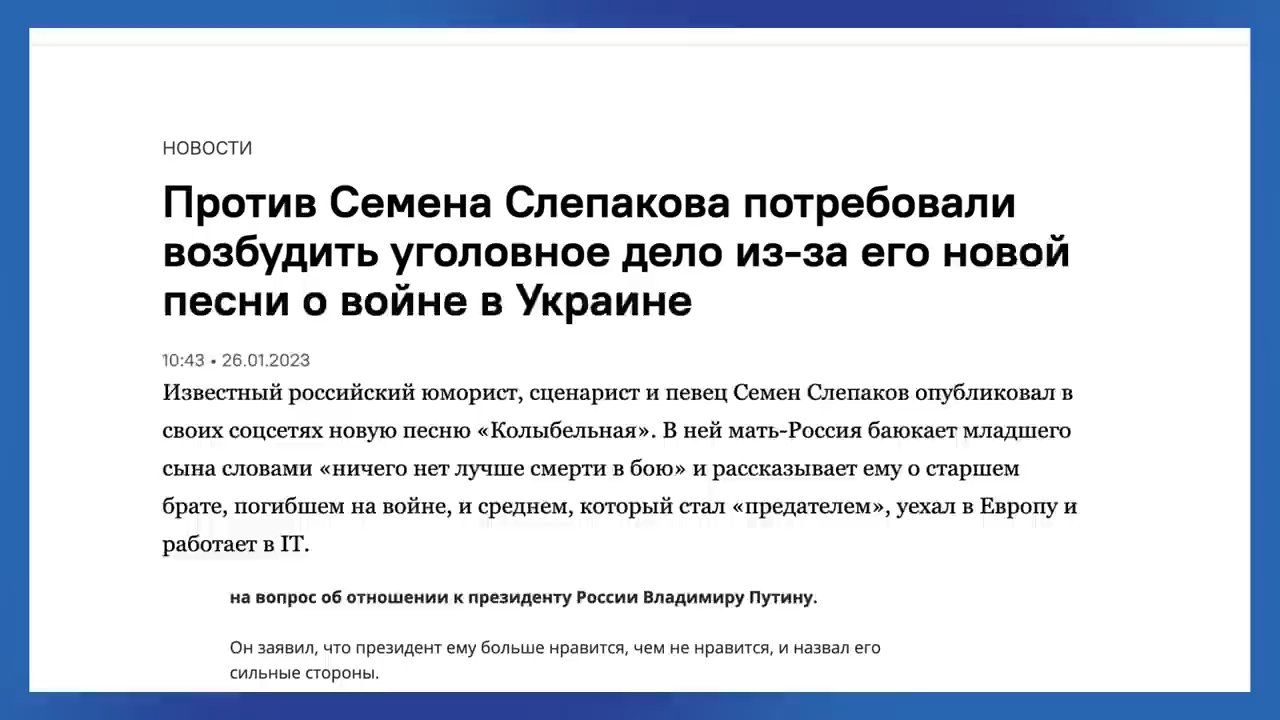 НОВОСТИ
Против Семена Слепакова потребовали
возбудить уголовное дело из-за его новой
песни о войне в Украине
10:43 • 26.01.2023
Известный российский юморист, сценарист и певец Семен Слепаков опубликовал в
своих соцсетях новую песню «Колыбельная». В ней мать-Россия баюкает младшего
сына словами «ничего нет лучше смерти в бою» и рассказывает ему о старшем
брате, погибшем на войне, и среднем, который стал «предателем», уехал в Европу и
работает в IT.
на вопрос об отношении к президенту России Владимиру Путину.
Он заявил, что президент ему больше нравится, чем не нравится, и назвал его
сильные стороны.